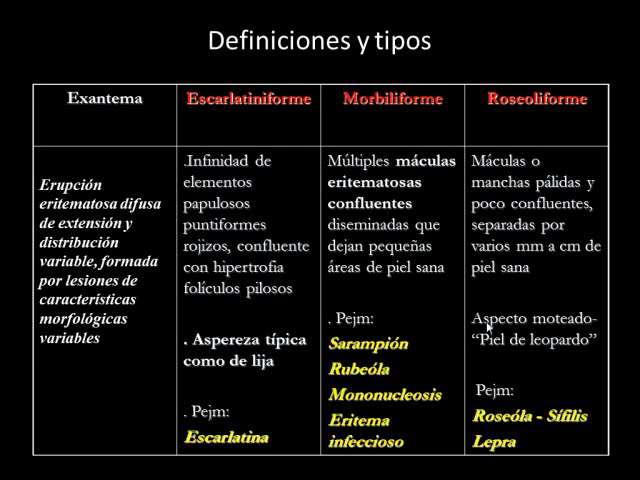 Definiciones y tipos
Exantema
Escarlatiniforme
Morbiliforme
Roseoliforme
Erupción
eritematosa difusa
de extensión y
distribución
variable, formada
por lesiones de
características
morfológicas
variables
.Infinidad de
elementos
papulosos
puntiformes
rojizos, confluente
con hipertrofia
folículos pilosos
. Aspereza típica
como de lija
. Pejm:
Escarlatina
Múltiples máculas
eritematosas
confluentes
diseminadas que
dejan pequeñas
áreas de piel sana
. Pejm:
Sarampión
Rubeóla
Mononucleosis
Eritema
infeccioso
Máculas o
manchas pálidas y
poco confluentes,
separadas por
varios mm a cm de
piel sana
Aspecto moteado-
“Piel de leopardo”
Pejm:
Roseóla - Sífilis
Lepra